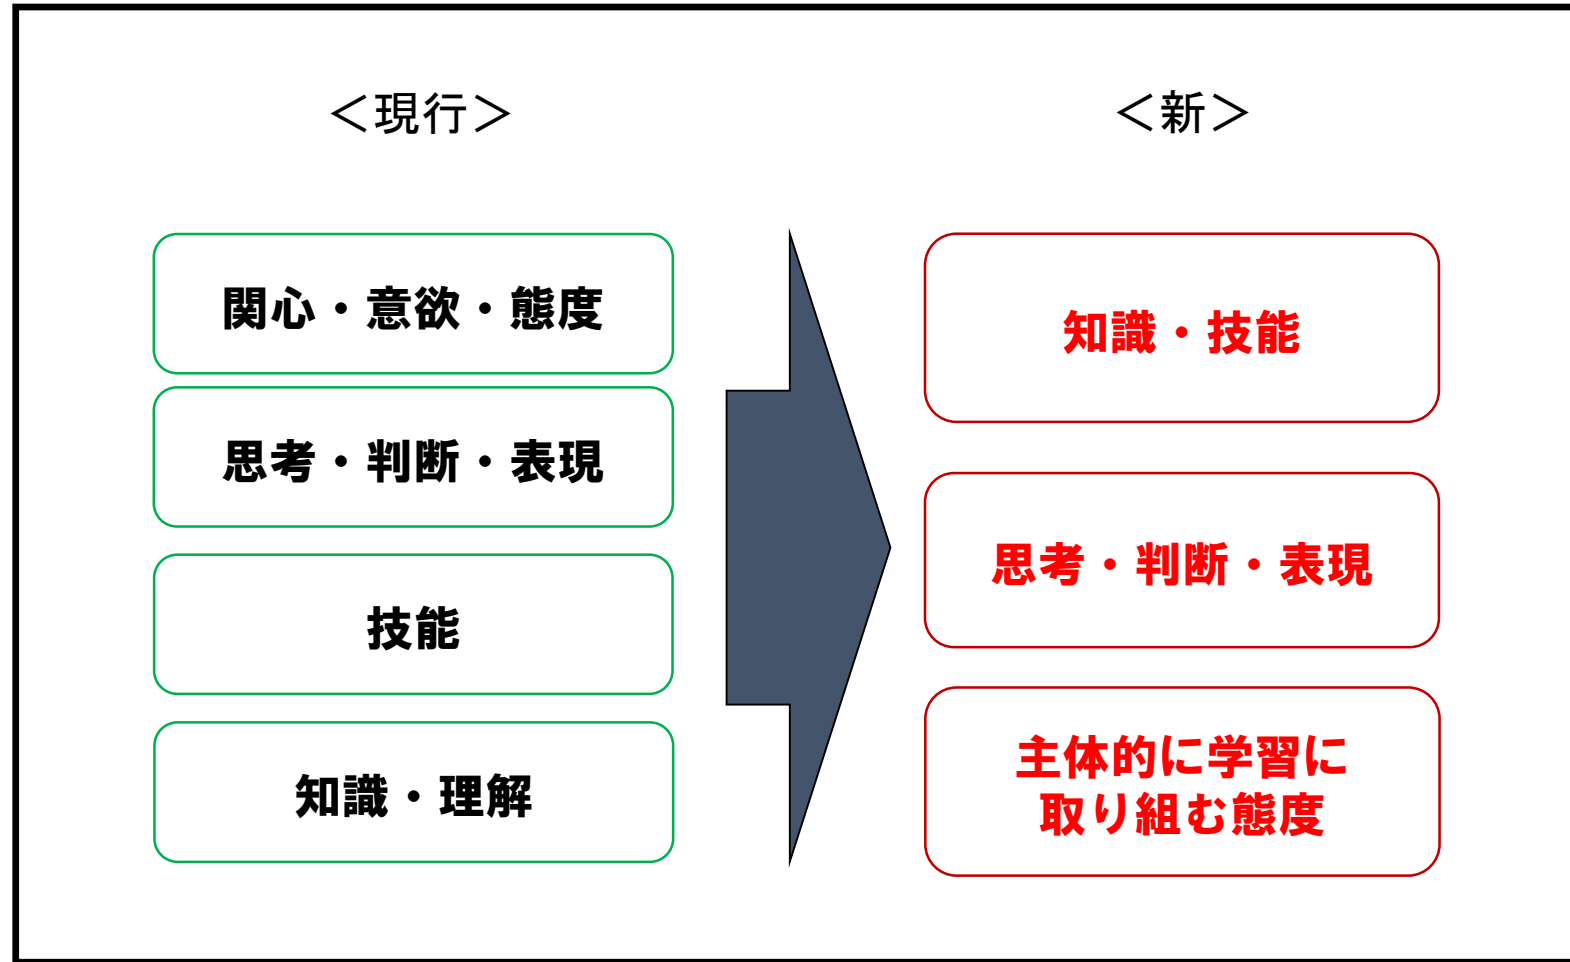 ＜現行＞
関心・意欲・態度
思考・判断・表現
技能
知識・理解
＜新＞
知識・技能
思考・判断・表現
主体的に学習に
取り組む態度